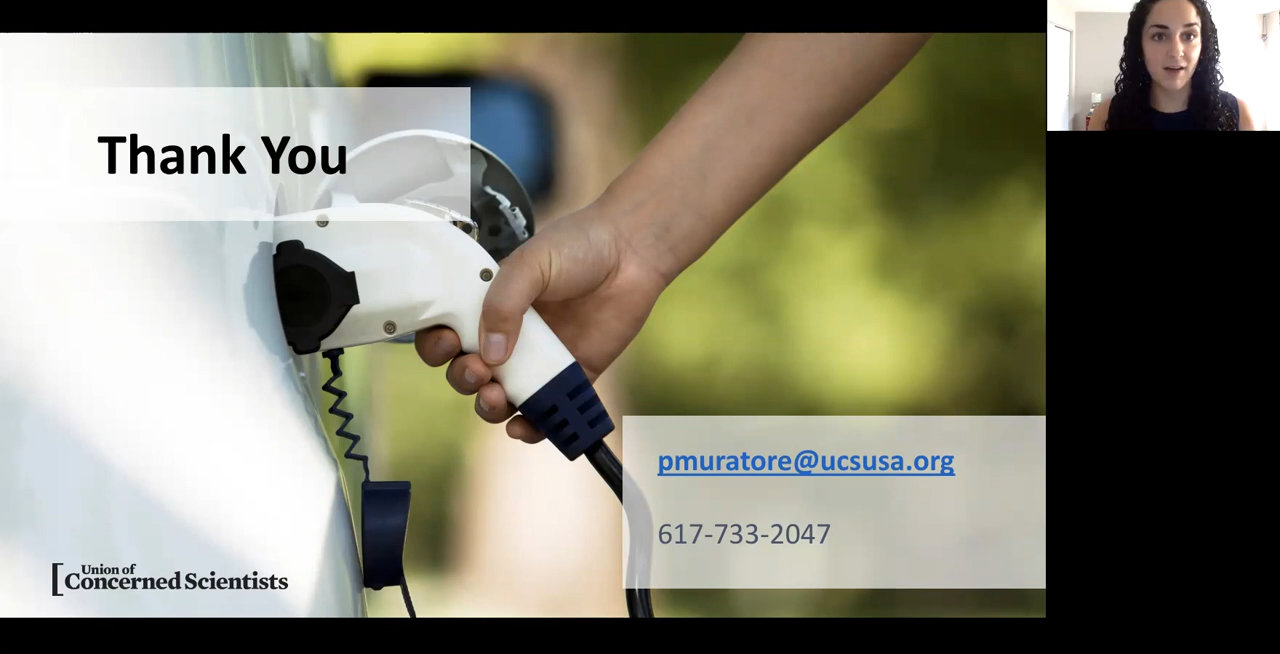 Thank You
pmuratore@ucsusa.org
617-733-2047
Union of
Concerned Scientists